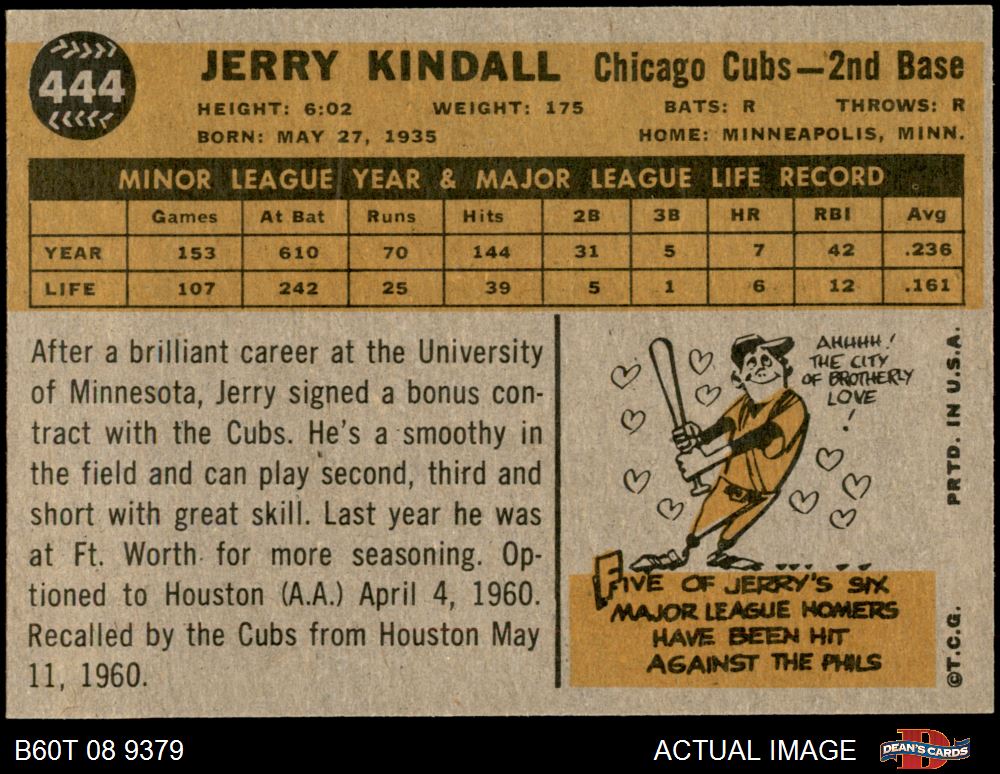 444
JERRY KINDALL Chicago Cubs—2nd Base
HEIGHT: 6:02 WEIGHT: 175 BATS: R THROWS: R
BORN: MAY 27, 1935 HOME: MINNEAPOLIS, MINN.
MINOR LEAGUE YEAR & MAJOR LEAGUE LIFE RECORD
Games At Bat Runs Hits 2B 3B HR RBI Avg
YEAR 153 610 70 144 31 5 7 42 .236
LIFE 107 242 25 39 5 1 6 12 .161
After a brilliant career at the University
of Minnesota, Jerry signed a bonus con-
tract with the Cubs. He's a smoothy in
the field and can play second, third and
short with great skill. Last year he was
at Ft. Worth for more seasoning. Op-
tioned to Houston (A.A.) April 4, 1960.
Recalled by the Cubs from Houston May
11, 1960.
AHHHH!
THE CITY
OF BROTHERLY
LOVE
!
FIVE OF JERRY'S SIX
MAJOR LEAGUE HOMERS
HAVE BEEN HIT
AGAINST THE PHILS
©T.C.G. PRTD. IN U.S.A.
B60T 08 9379 ACTUAL IMAGE DEAN'S CARDS